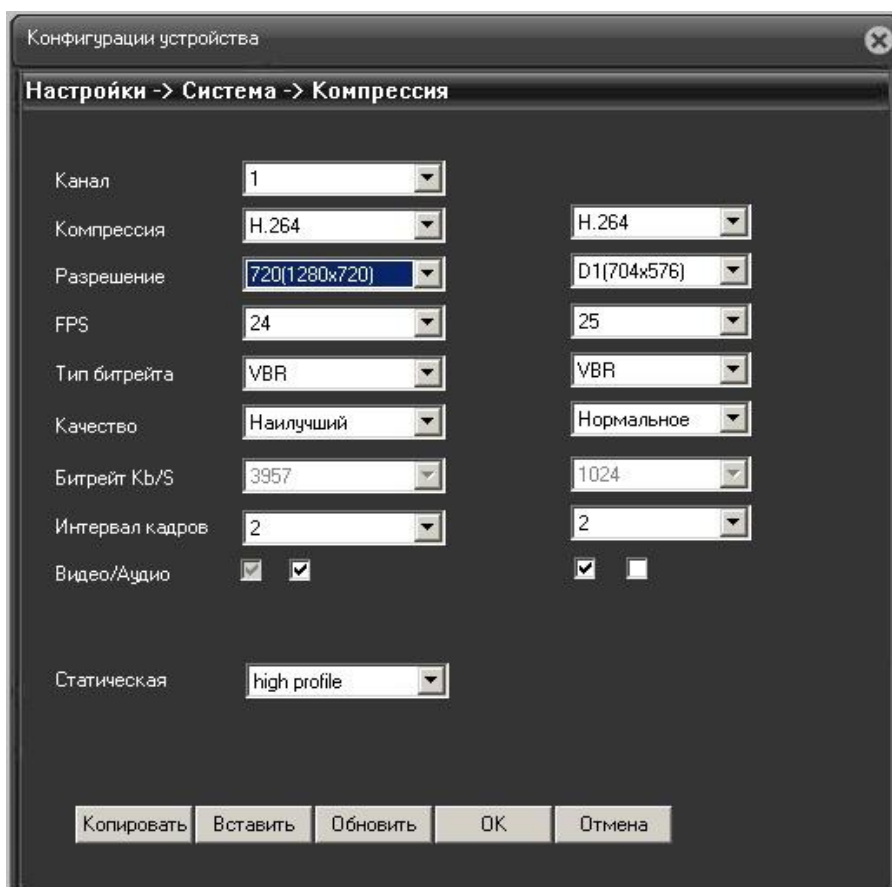 Конфигурации устройства
Настройки -> Система -> Компрессия
Канал 1
Компрессия H.264 H.264
Разрешение 720(1280x720) D1(704x576)
FPS 24 25
Тип битрейта VBR VBR
Качество Наилучший Нормальное
Битрейт Kb/S 3957 1024
Интервал кадров 2 2
Видео/Аудио
Статическая high profile
Копировать Вставить Обновить OK Отмена